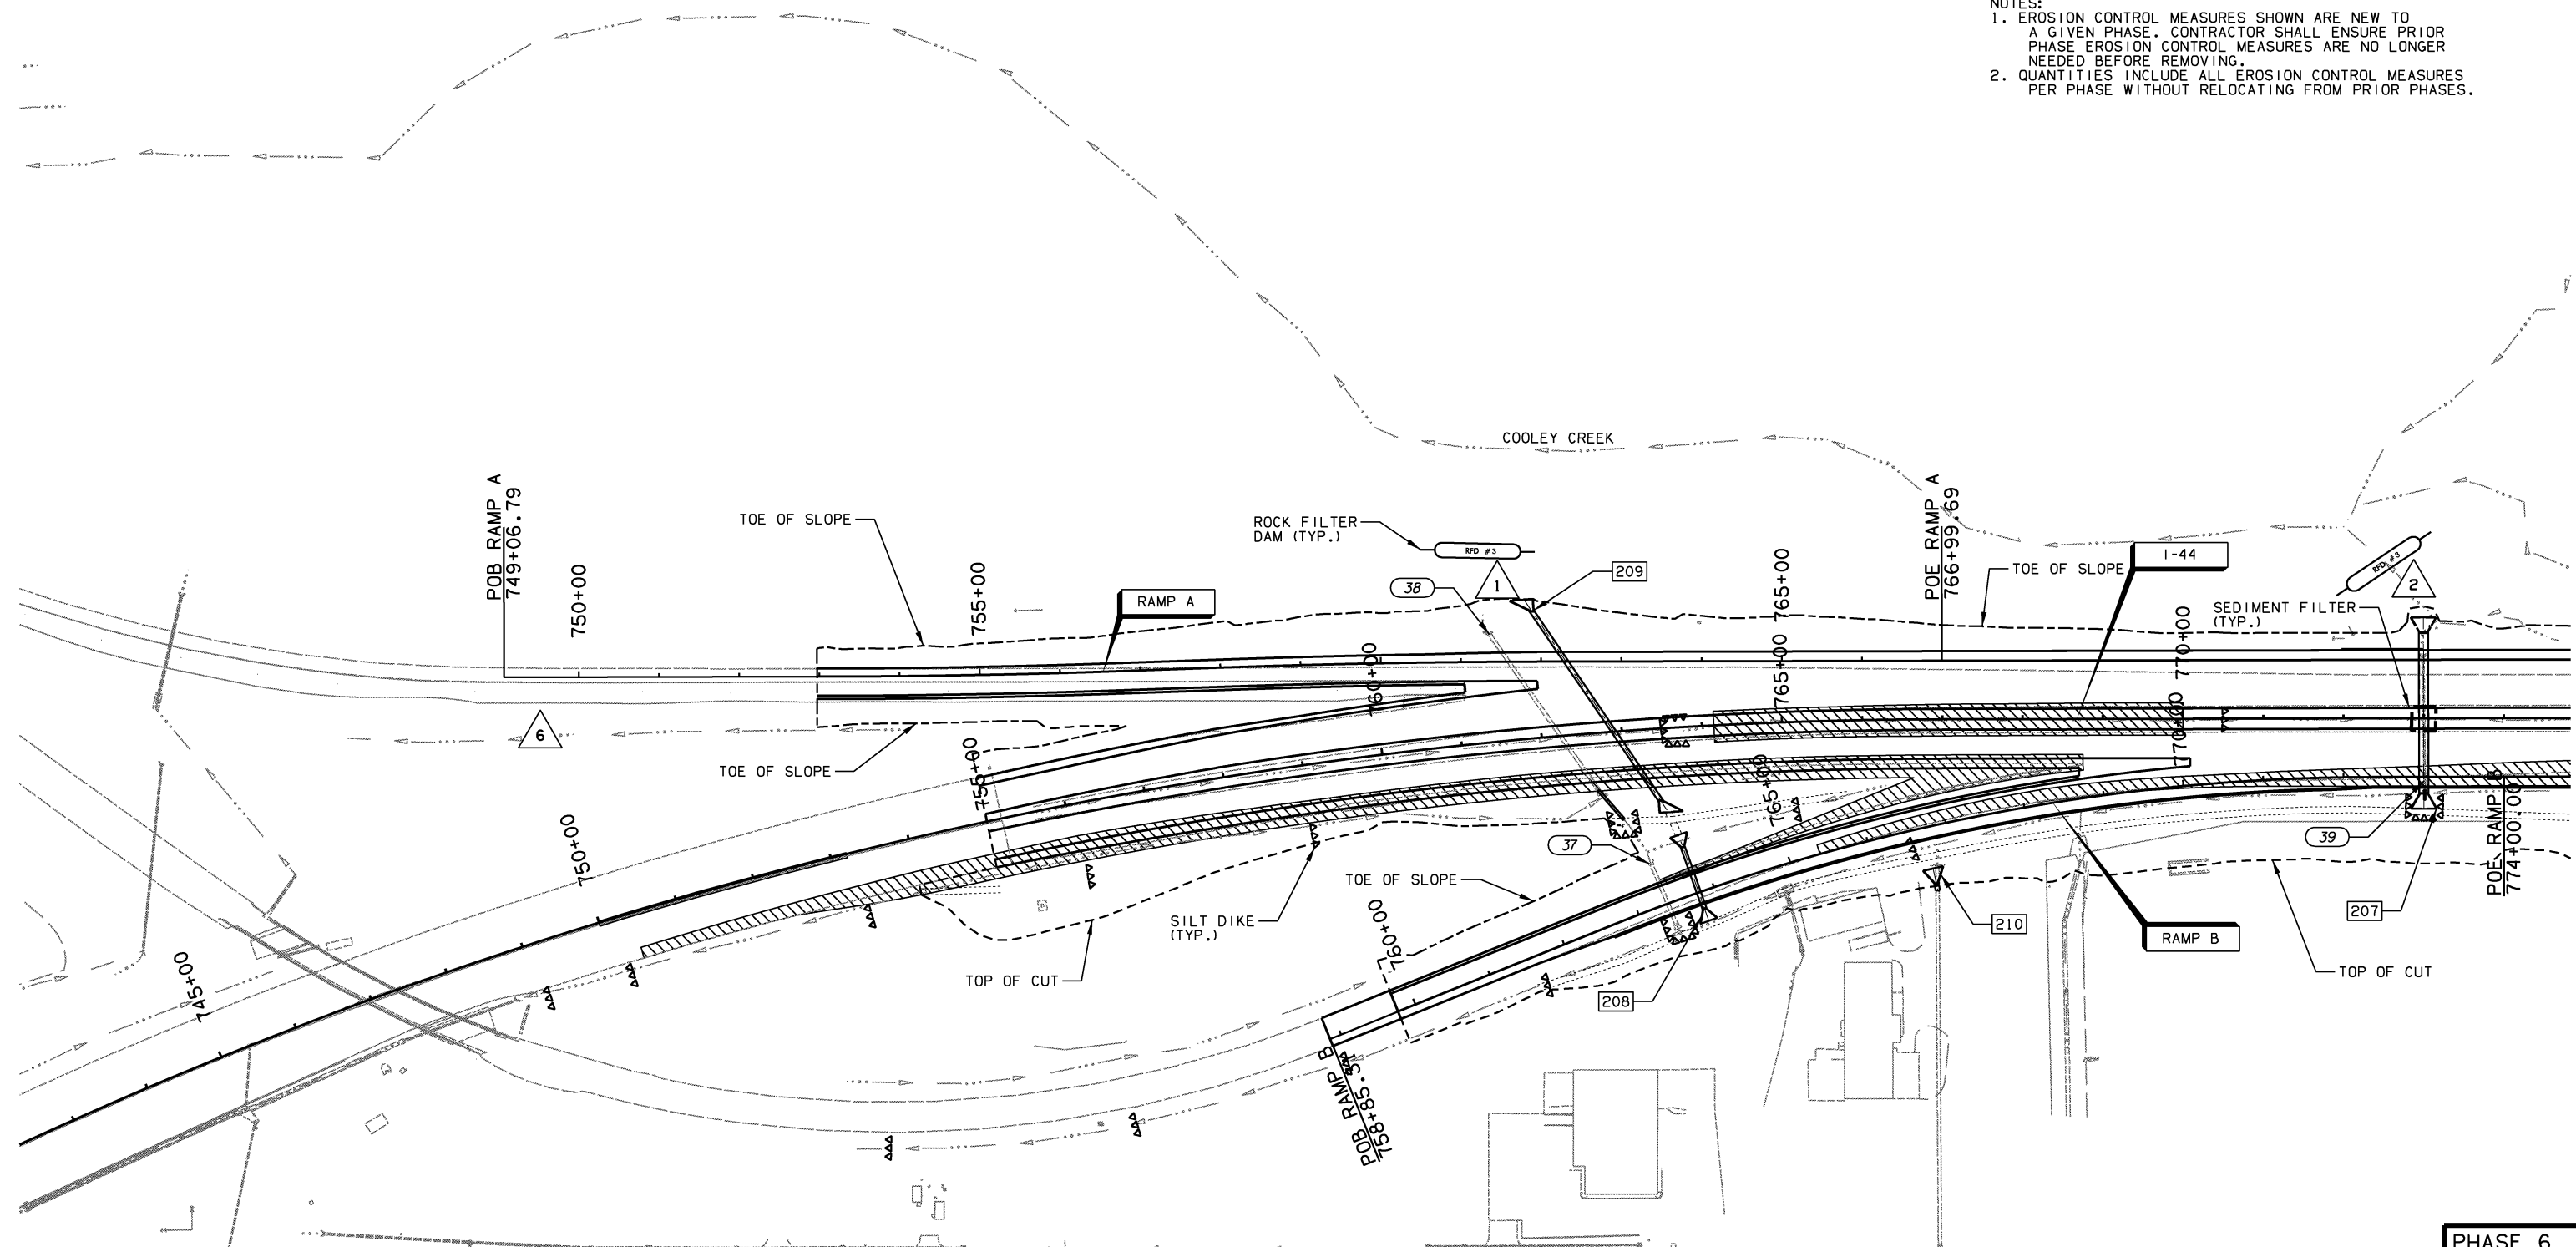 NOTES:
1. EROSION CONTROL MEASURES SHOWN ARE NEW TO
A GIVEN PHASE. CONTRACTOR SHALL ENSURE PRIOR
PHASE EROSION CONTROL MEASURES ARE NO LONGER
NEEDED BEFORE REMOVING.
2. QUANTITIES INCLUDE ALL EROSION CONTROL MEASURES
PER PHASE WITHOUT RELOCATING FROM PRIOR PHASES.
COOLEY CREEK
POB RAMP A
749+06.79
750+00
TOE OF SLOPE
755+00
RAMP A
ROCK FILTER
DAM (TYP.)
RFD #3
1
38
209
765+00
POE RAMP A
766+99.69
TOE OF SLOPE
I-44
RFD #3
2
SEDIMENT FILTER
(TYP.)
770+00
760+00
765+00
770+00
6
TOE OF SLOPE
755+00
765+00
750+00
745+00
37
TOE OF SLOPE
760+00
SILT DIKE
(TYP.)
TOP OF CUT
208
210
RAMP B
39
207
POE RAMP B
774+00.00
TOP OF CUT
POB RAMP B
758+85.31
PHASE 6